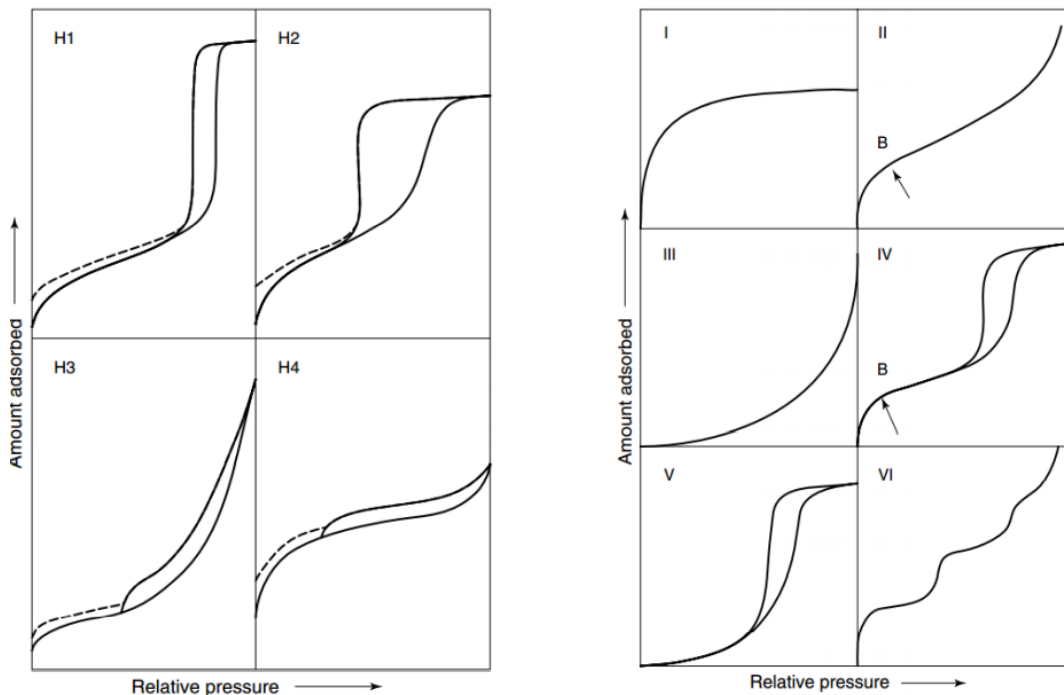 H1
H2
H3
H4
Amount adsorbed
Relative pressure
I
II
B
III
IV
B
V
VI
Amount adsorbed
Relative pressure